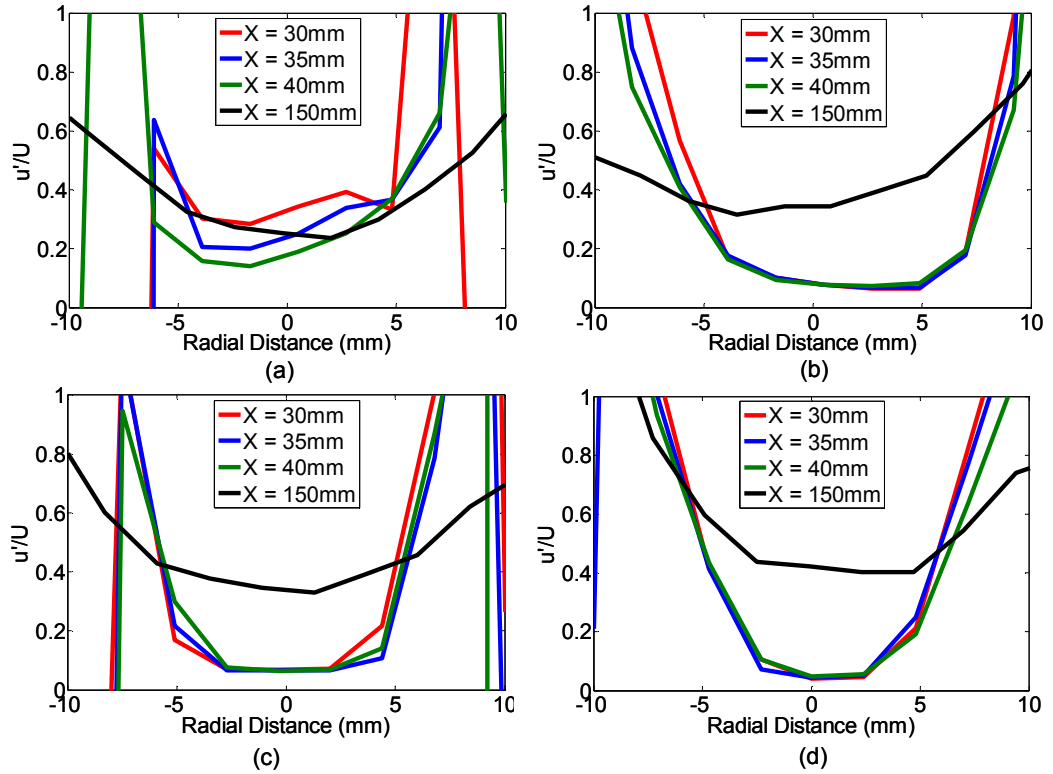 1
0.8
0.6
0.4
0.2
0
u'/U
-10
-5
0
5
10
Radial Distance (mm)
X = 30mm
X = 35mm
X = 40mm
X = 150mm
(a)
1
0.8
0.6
0.4
0.2
0
u'/U
-10
-5
0
5
10
Radial Distance (mm)
X = 30mm
X = 35mm
X = 40mm
X = 150mm
(b)
1
0.8
0.6
0.4
0.2
0
u'/U
-10
-5
0
5
10
Radial Distance (mm)
X = 30mm
X = 35mm
X = 40mm
X = 150mm
(c)
1
0.8
0.6
0.4
0.2
0
u'/U
-10
-5
0
5
10
Radial Distance (mm)
X = 30mm
X = 35mm
X = 40mm
X = 150mm
(d)